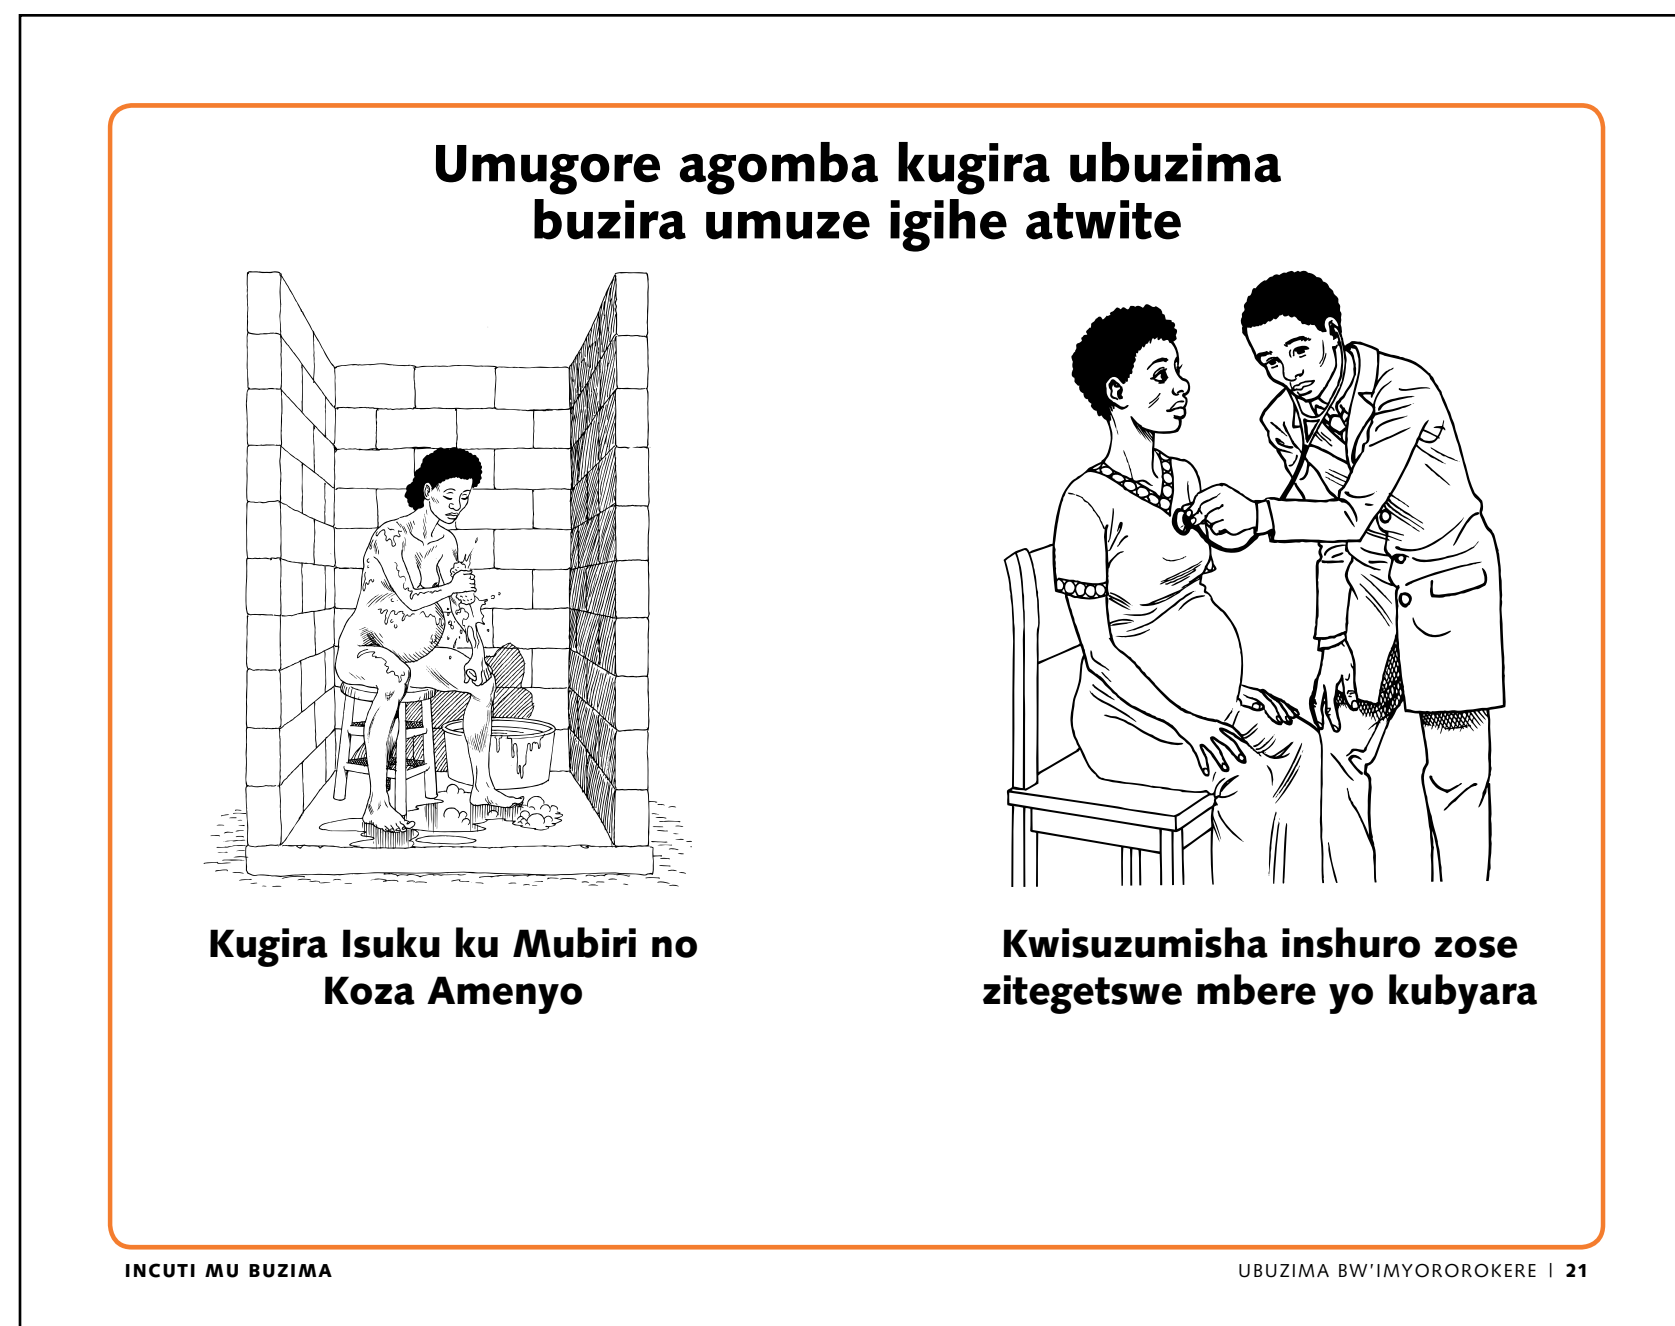 Umugore agomba kugira ubuzima
buzira umuze igihe atwite
Kugira Isuku ku Mubiri no
Koza Amenyo
Kwisuzumisha inshuro zose
zitegetswe mbere yo kubyara
INCUTI MU BUZIMA
UBUZIMA BW'IMYOROROKERE | 21